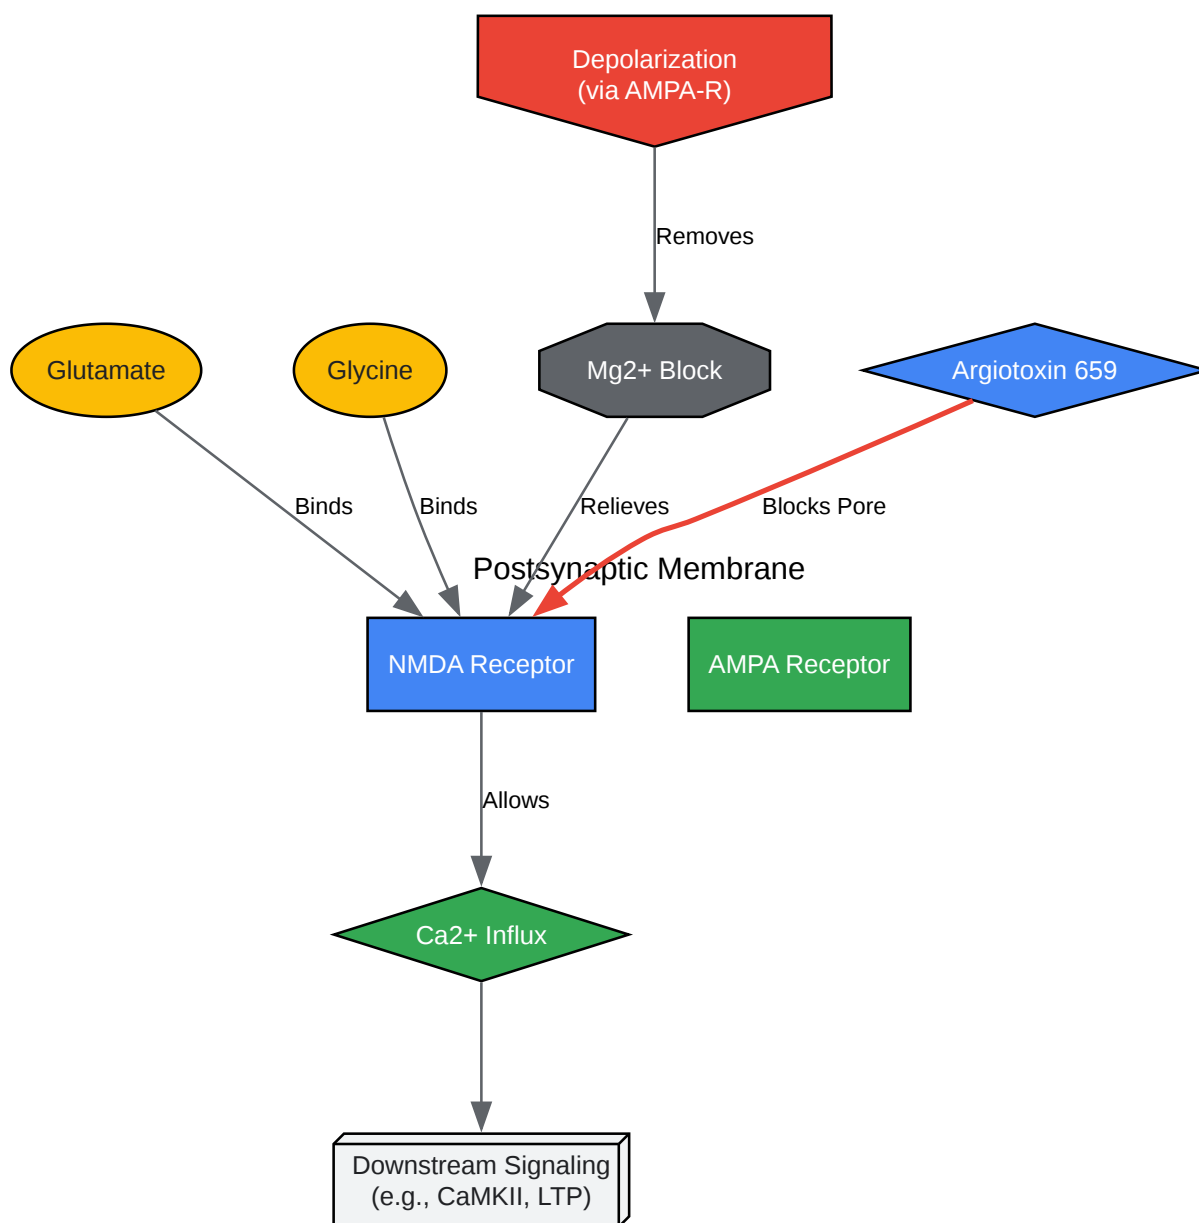 Depolarization
(via AMPA-R)
Removes
Glutamate
Glycine
Mg2+ Block
Argiotoxin 659
Binds
Binds
Relieves
Blocks Pore
Postsynaptic Membrane
NMDA Receptor
AMPA Receptor
Allows
Ca2+ Influx
Downstream Signaling
(e.g., CaMKII, LTP)